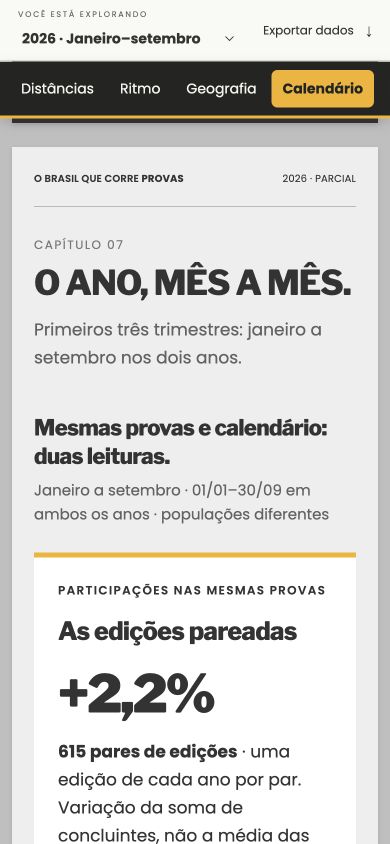 VOCÊ ESTÁ EXPLORANDO
2026 · Janeiro–setembro
Exportar dados ↓
Distâncias Ritmo Geografia Calendário
O BRASIL QUE CORRE PROVAS
2026 · PARCIAL
CAPÍTULO 07
O ANO, MÊS A MÊS.
Primeiros três trimestres: janeiro a
setembro nos dois anos.
Mesmas provas e calendário:
duas leituras.
Janeiro a setembro · 01/01–30/09 em
ambos os anos · populações diferentes
PARTICIPAÇÕES NAS MESMAS PROVAS
As edições pareadas
+2,2%
615 pares de edições · uma
edição de cada ano por par.
Variação da soma de
concluintes, não a média das